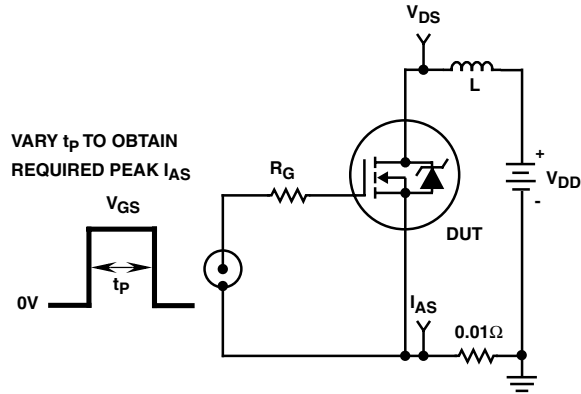 VDS
L
VARY tP TO OBTAIN
REQUIRED PEAK IAS
RG
+
VDD
-
VGS
DUT
tP
0V
IAS
0.01Ω